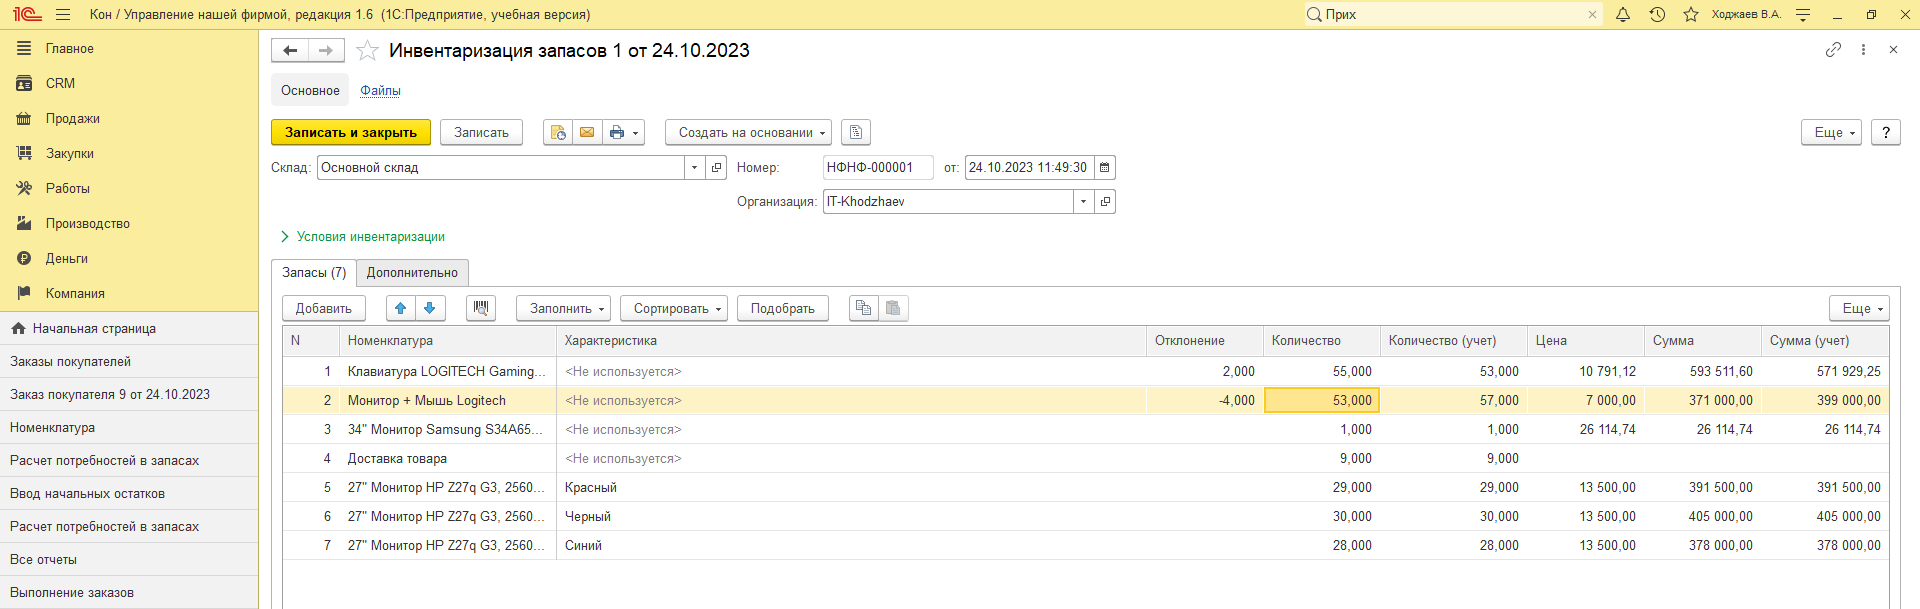 1С Кон / Управление нашей фирмой, редакция 1.6 (1С:Предприятие, учебная версия) Прих Ходжаев В.А.
Главное
CRM
Продажи
Закупки
Работы
Производство
Деньги
Компания
Начальная страница
Заказы покупателей
Заказ покупателя 9 от 24.10.2023
Номенклатура
Расчет потребностей в запасах
Ввод начальных остатков
Расчет потребностей в запасах
Все отчеты
Выполнение заказов
Инвентаризация запасов 1 от 24.10.2023
Основное Файлы
Записать и закрыть Записать Создать на основании Еще ?
Склад: Основной склад Номер: НФНФ-000001 от: 24.10.2023 11:49:30
Организация: IT-Khodzhaev
Условия инвентаризации
Запасы (7) Дополнительно
Добавить Заполнить Сортировать Подобрать Еще
N Номенклатура Характеристика Отклонение Количество Количество (учет) Цена Сумма Сумма (учет)
1 Клавиатура LOGITECH Gaming... <Не используется> 2,000 55,000 53,000 10 791,12 593 511,60 571 929,25
2 Монитор + Мышь Logitech <Не используется> -4,000 53,000 57,000 7 000,00 371 000,00 399 000,00
3 34" Монитор Samsung S34A65... <Не используется> 1,000 1,000 26 114,74 26 114,74 26 114,74
4 Доставка товара <Не используется> 9,000 9,000
5 27" Монитор HP Z27q G3, 2560... Красный 29,000 29,000 13 500,00 391 500,00 391 500,00
6 27" Монитор HP Z27q G3, 2560... Черный 30,000 30,000 13 500,00 405 000,00 405 000,00
7 27" Монитор HP Z27q G3, 2560... Синий 28,000 28,000 13 500,00 378 000,00 378 000,00